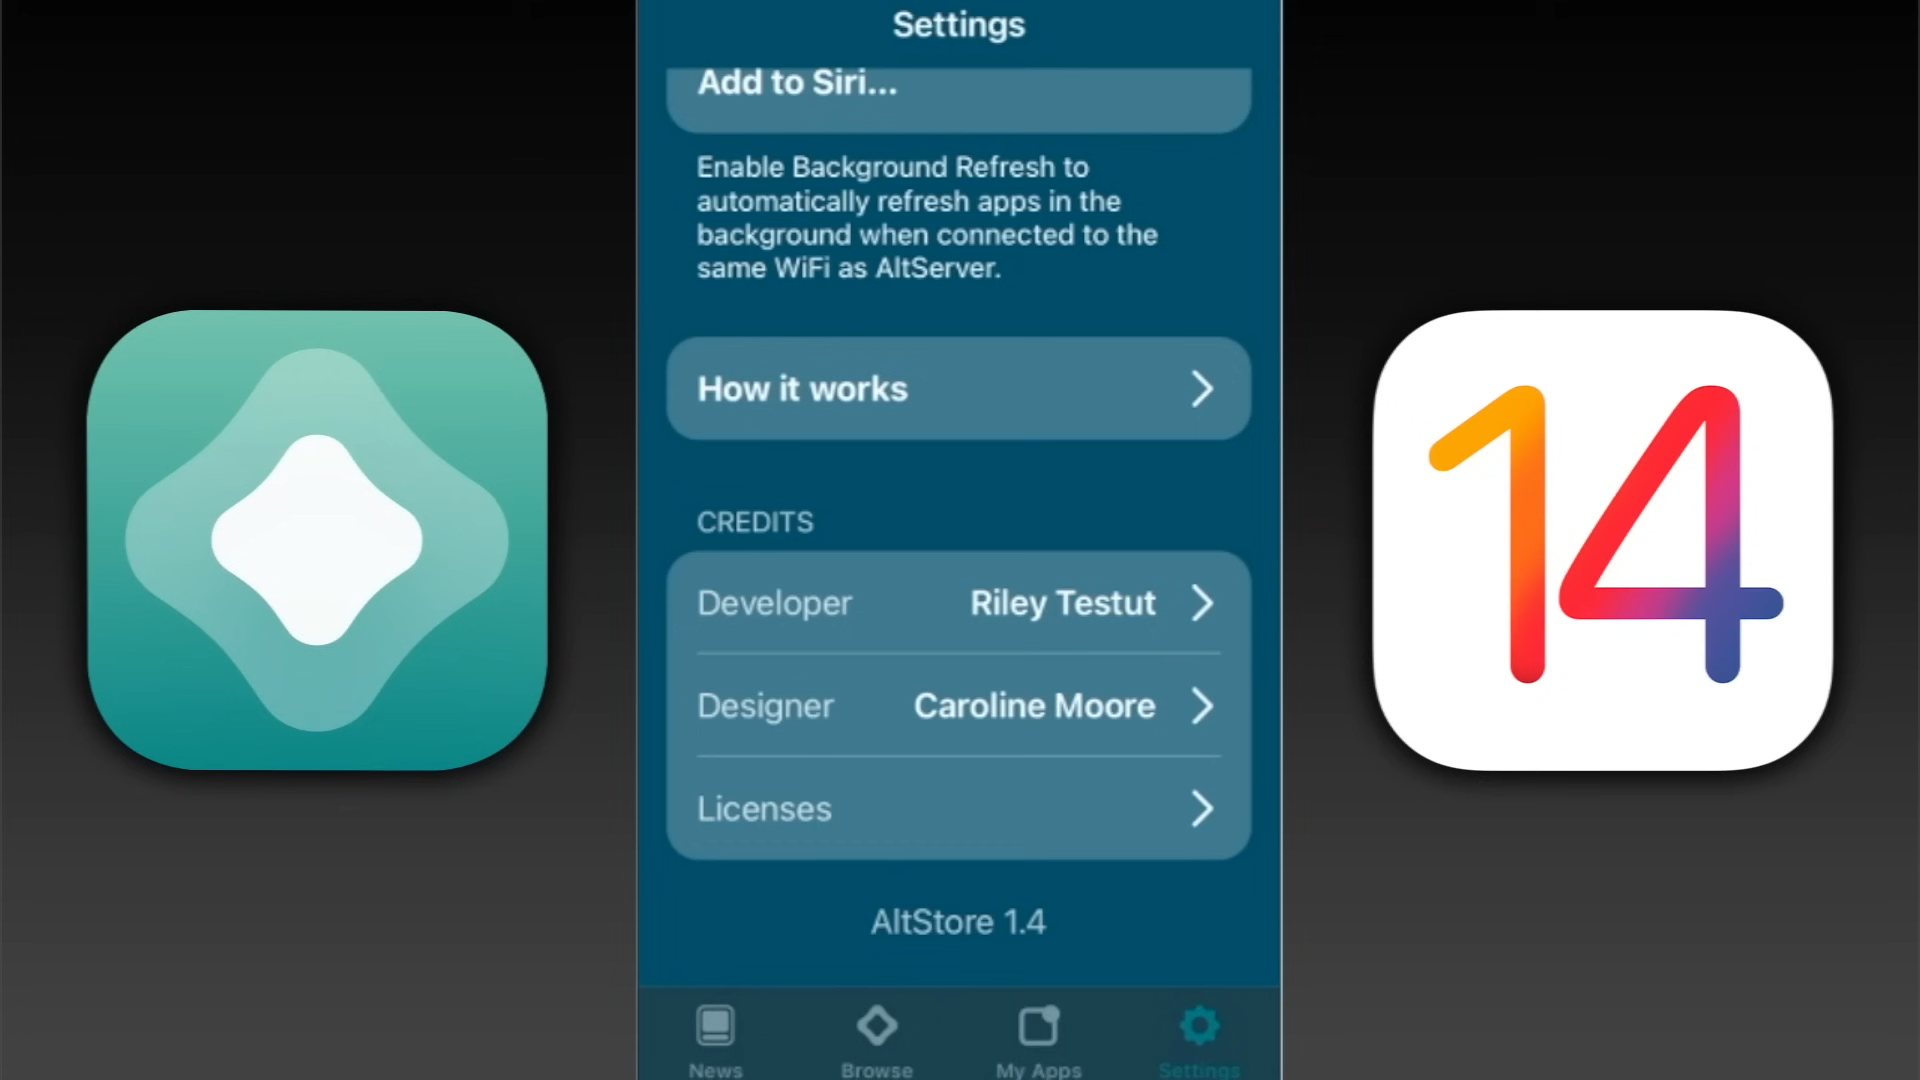 Settings
Add to Siri...
Enable Background Refresh to
automatically refresh apps in the
background when connected to the
same WiFi as AltServer.
How it works
CREDITS
Developer Riley Testut
Designer Caroline Moore
Licenses
AltStore 1.4
News Browse My Apps Settings
14